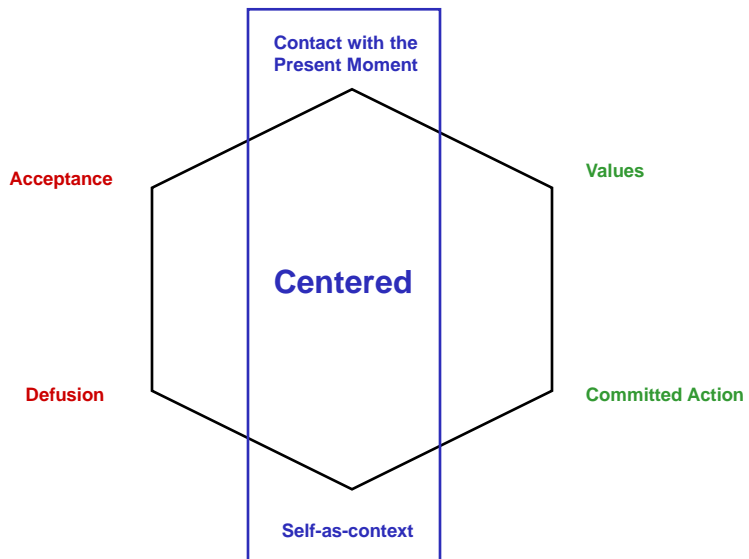 Contact with the
Present Moment
Acceptance
Values
Centered
Defusion
Committed Action
Self-as-context